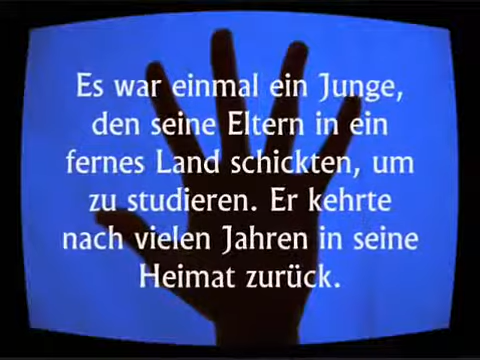 Es war einmal ein Junge,
den seine Eltern in ein
fernes Land schickten, um
zu studieren. Er kehrte
nach vielen Jahren in seine
Heimat zurück.